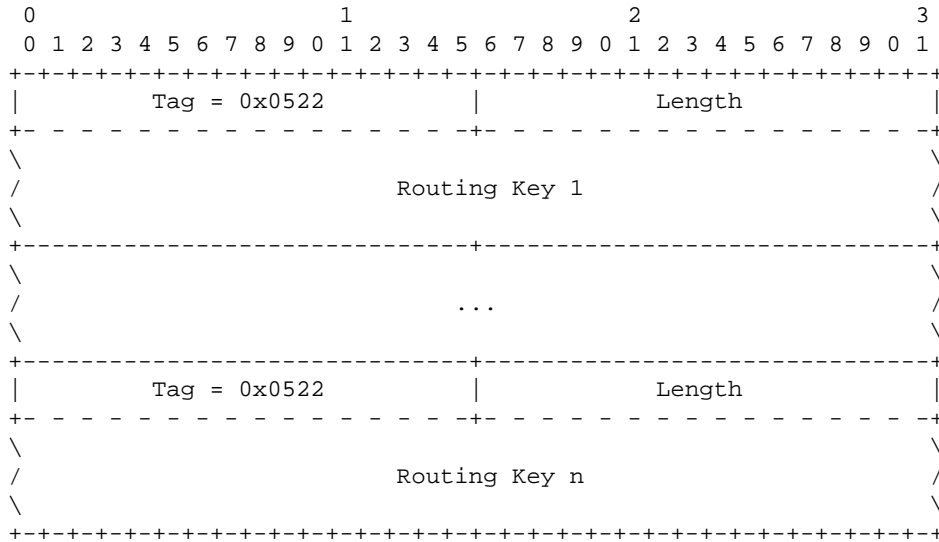 0                   1                   2                   3
 0 1 2 3 4 5 6 7 8 9 0 1 2 3 4 5 6 7 8 9 0 1 2 3 4 5 6 7 8 9 0 1
+-+-+-+-+-+-+-+-+-+-+-+-+-+-+-+-+-+-+-+-+-+-+-+-+-+-+-+-+-+-+-+-+
|         Tag = 0x0522          |            Length             |
+- - - - - - - - - - - - - - - -+- - - - - - - - - - - - - - - -+
\                                                               \
/                          Routing Key 1                        /
\                                                               \
+-------------------------------+-------------------------------+
\                                                               \
/                              ...                              /
\                                                               \
+-------------------------------+-------------------------------+
|         Tag = 0x0522          |            Length             |
+- - - - - - - - - - - - - - - -+- - - - - - - - - - - - - - - -+
\                                                               \
/                          Routing Key n                        /
\                                                               \
+-+-+-+-+-+-+-+-+-+-+-+-+-+-+-+-+-+-+-+-+-+-+-+-+-+-+-+-+-+-+-+-+